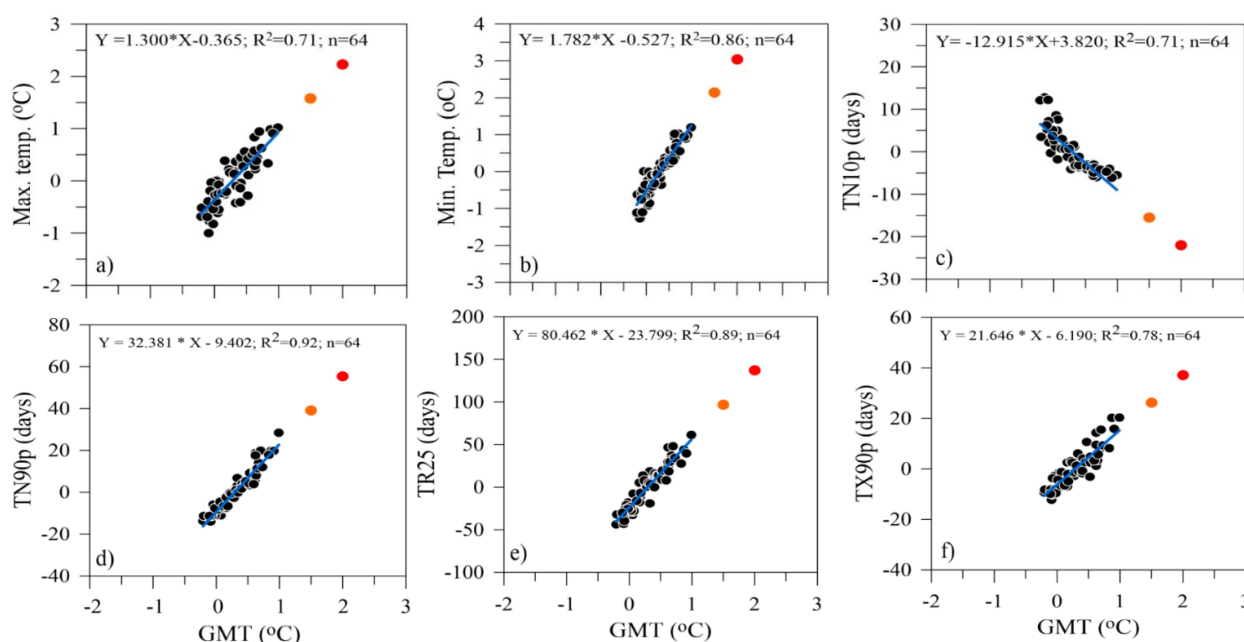 Y =1.300*X-0.365; R²=0.71; n=64
Max. temp. (ºC)
3
2
1
0
-1
-2
a)
Y= 1.782*X -0.527; R²=0.86; n=64
Min. Temp. (oC)
4
3
2
1
0
-1
-2
-3
b)
Y= -12.915*X+3.820; R²=0.71; n=64
TN10p (days)
30
20
10
0
-10
-20
-30
c)
Y = 32.381 * X - 9.402; R²=0.92; n=64
TN90p (days)
80
60
40
20
0
-20
-40
d)
-3 -2 -1 0 1 2 3
GMT (ºC)
Y = 80.462 * X - 23.799; R²=0.89; n=64
TR25 (days)
200
150
100
50
0
-50
-100
e)
-3 -2 -1 0 1 2 3
GMT (ºC)
Y = 21.646 * X - 6.190; R²=0.78; n=64
TX90p (days)
60
40
20
0
-20
-40
f)
-3 -2 -1 0 1 2 3
GMT (ºC)